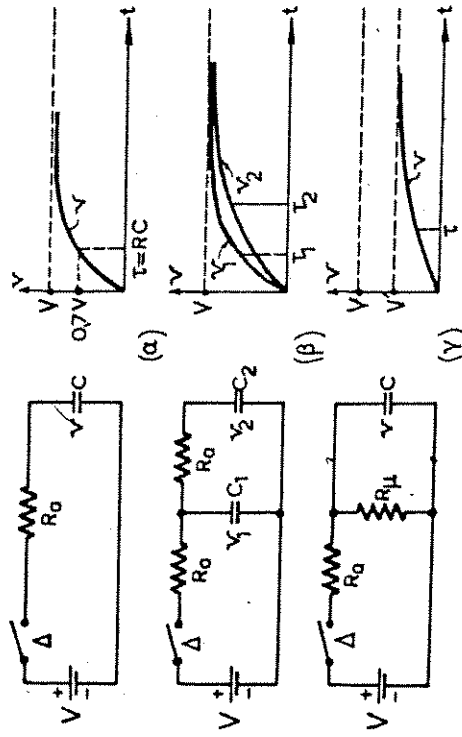 V + − Δ Ra v C
v V 0,7V v τ=RC t
(α)
V + − Δ Ra v1 C1 Ra v2 C2
v V v1 v2 τ1 τ2 t
(β)
V + − Δ Ra Rμ v C
v V V' v τ t
(γ)